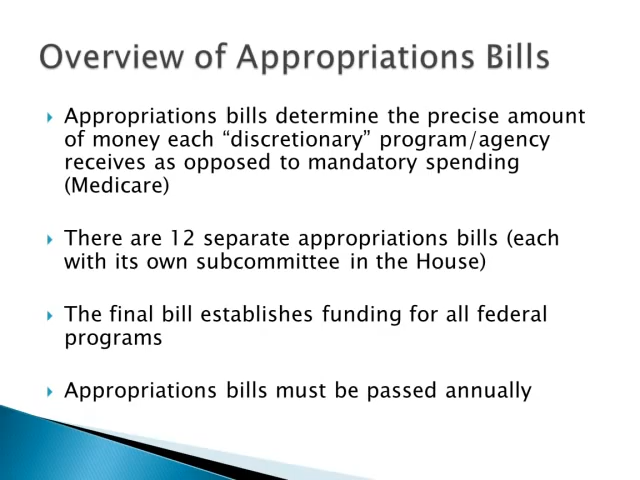 Overview of Appropriations Bills
Appropriations bills determine the precise amount
of money each “discretionary” program/agency
receives as opposed to mandatory spending
(Medicare)
There are 12 separate appropriations bills (each
with its own subcommittee in the House)
The final bill establishes funding for all federal
programs
Appropriations bills must be passed annually